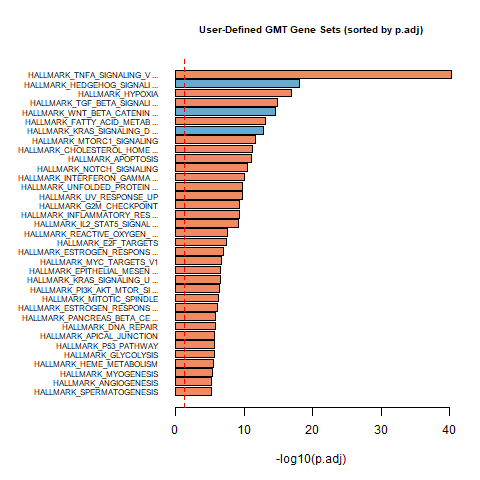 User-Defined GMT Gene Sets (sorted by p.adj)
HALLMARK_TNFA_SIGNALING_V ...
HALLMARK_HEDGEHOG_SIGNALI ...
HALLMARK_HYPOXIA
HALLMARK_TGF_BETA_SIGNALI ...
HALLMARK_WNT_BETA_CATENIN ...
HALLMARK_FATTY_ACID_METAB ...
HALLMARK_KRAS_SIGNALING_D ...
HALLMARK_MTORC1_SIGNALING
HALLMARK_CHOLESTEROL_HOME ...
HALLMARK_APOPTOSIS
HALLMARK_NOTCH_SIGNALING
HALLMARK_INTERFERON_GAMMA ...
HALLMARK_UNFOLDED_PROTEIN ...
HALLMARK_UV_RESPONSE_UP
HALLMARK_G2M_CHECKPOINT
HALLMARK_INFLAMMATORY_RES ...
HALLMARK_IL2_STAT5_SIGNAL ...
HALLMARK_REACTIVE_OXYGEN_ ...
HALLMARK_E2F_TARGETS
HALLMARK_ESTROGEN_RESPONS ...
HALLMARK_MYC_TARGETS_V1
HALLMARK_EPITHELIAL_MESEN ...
HALLMARK_KRAS_SIGNALING_U ...
HALLMARK_PI3K_AKT_MTOR_SI ...
HALLMARK_MITOTIC_SPINDLE
HALLMARK_ESTROGEN_RESPONS ...
HALLMARK_PANCREAS_BETA_CE ...
HALLMARK_DNA_REPAIR
HALLMARK_APICAL_JUNCTION
HALLMARK_P53_PATHWAY
HALLMARK_GLYCOLYSIS
HALLMARK_HEME_METABOLISM
HALLMARK_MYOGENESIS
HALLMARK_ANGIOGENESIS
HALLMARK_SPERMATOGENESIS
0 10 20 30 40
-log10(p.adj)